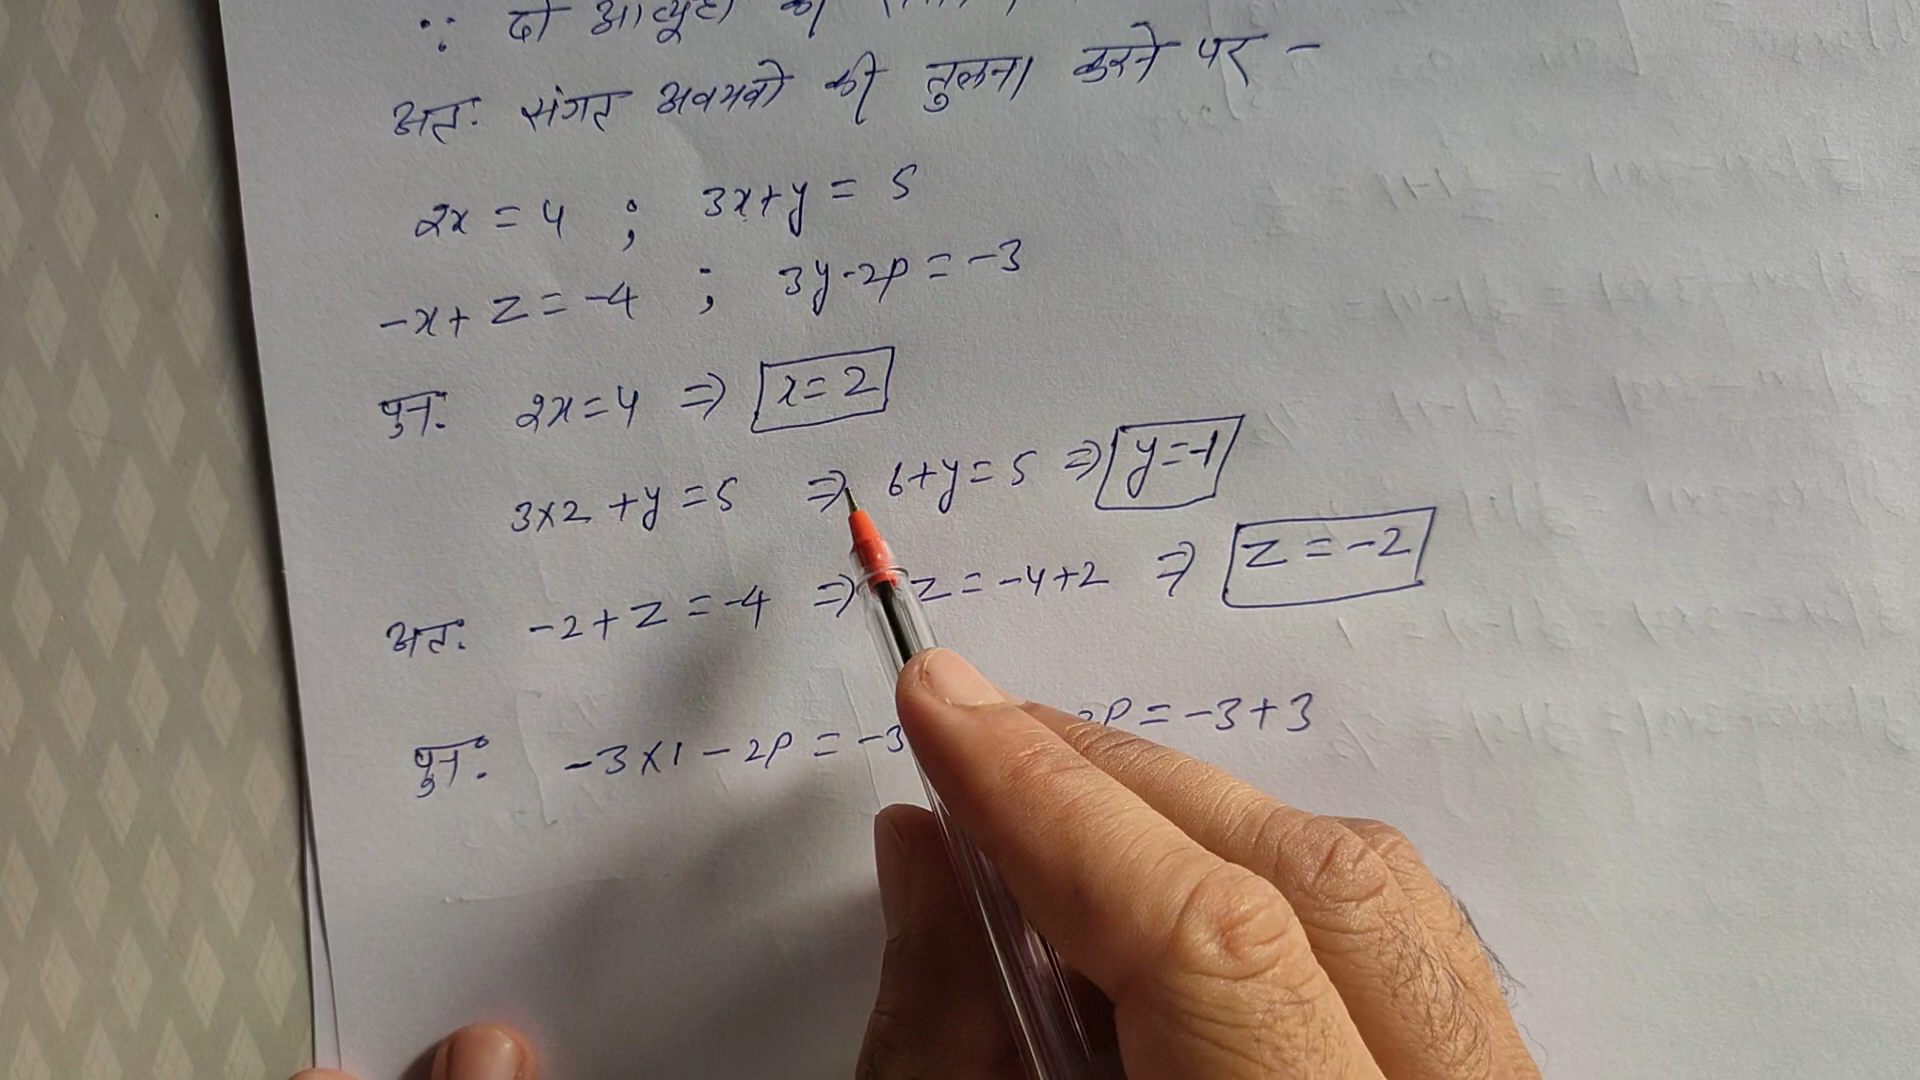 ∵ दो आव्यूहों की
अतः संगत अवयवो की तुलना करने पर -
2x = 4 ; 3x+y = 5
-x+z = -4 ; 3y-2p = -3
पुनः 2x=4 ⇒ x=2
3×2 +y =5 ⇒ 6+y=5 ⇒ y=-1
अतः -2+z = -4 ⇒ z = -4+2 ⇒ z = -2
पुनः -3×1-2p = -3 2p = -3+3